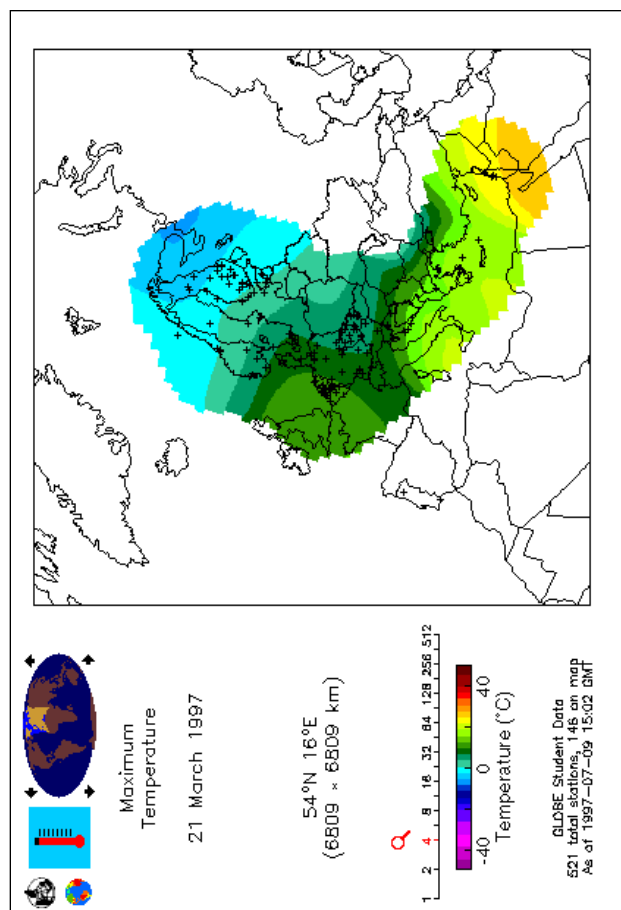 Maximum
Temperature
21 March 1997
54°N 16°E
(6809 × 6809 km)
1 2 4 8 16 32 64 128 256 512
-40 0 40
Temperature (°C)
GLOBE Student Data
521 total stations, 146 on map
As of 1997-07-09 15:02 GMT